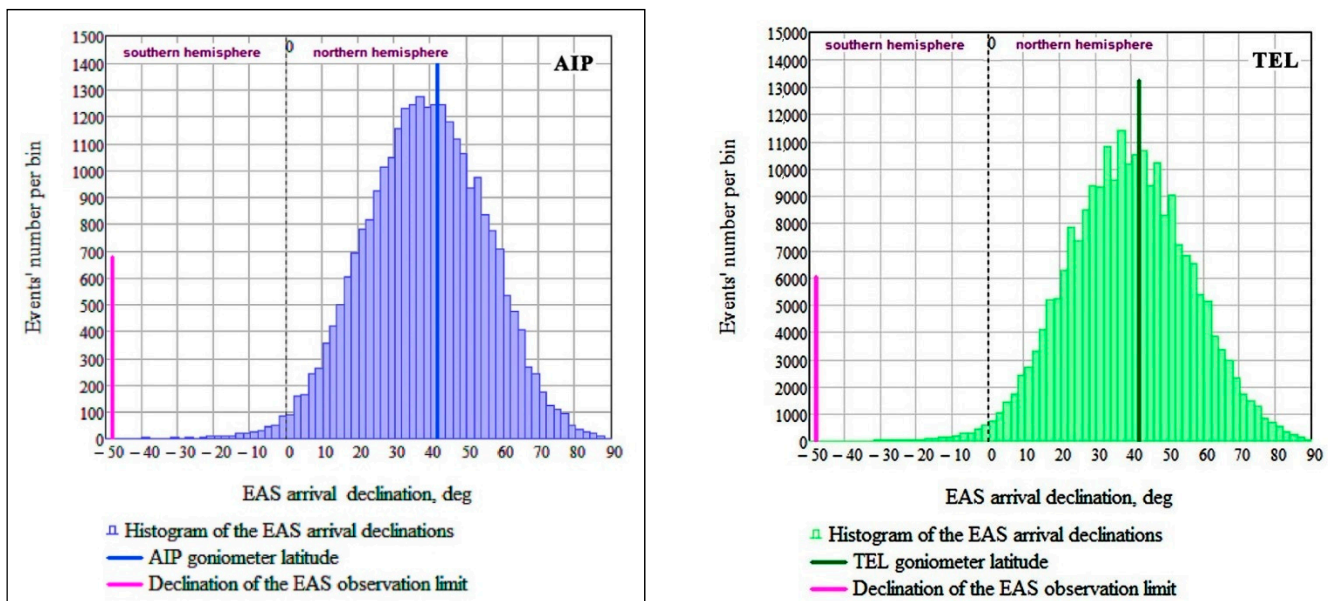 1500
southern hemisphere
0
northern hemisphere
1400
AIP
1300
1200
1100
1000
900
800
700
600
500
400
300
200
100
0
−50 −40 −30 −20 −10 0 10 20 30 40 50 60 70 80 90
Events' number per bin
EAS arrival declination, deg
Histogram of the EAS arrival declinations
AIP goniometer latitude
Declination of the EAS observation limit
15000
southern hemisphere
0
northern hemisphere
14000
TEL
13000
12000
11000
10000
9000
8000
7000
6000
5000
4000
3000
2000
1000
0
−50 −40 −30 −20 −10 0 10 20 30 40 50 60 70 80 90
Events' number per bin
EAS arrival declination, deg
Histogram of the EAS arrival declinations
TEL goniometer latitude
Declination of the EAS observation limit